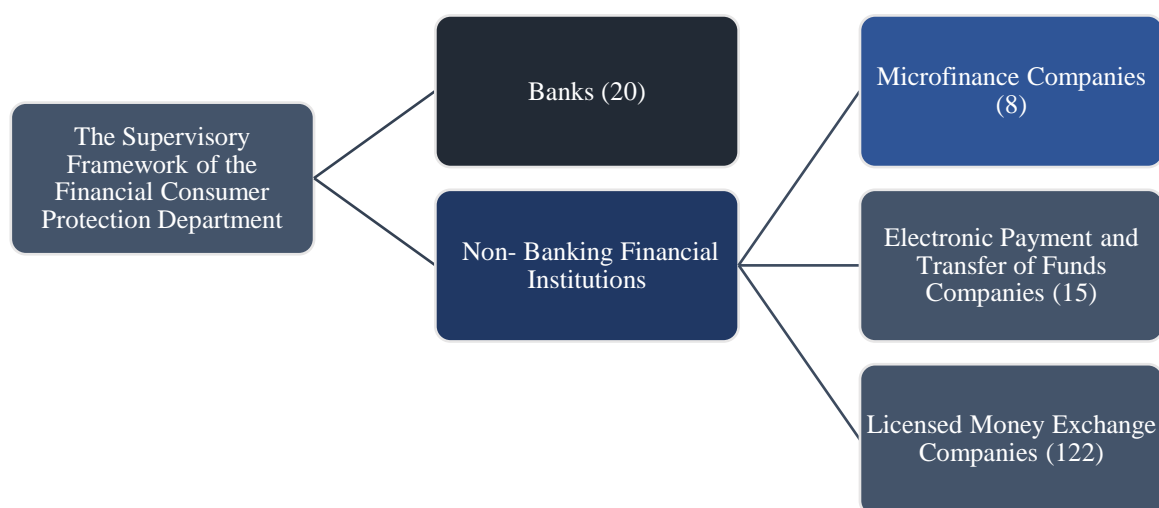 The Supervisory
Framework of the
Financial Consumer
Protection Department
Banks (20)
Non- Banking Financial
Institutions
Microfinance Companies
(8)
Electronic Payment and
Transfer of Funds
Companies (15)
Licensed Money Exchange
Companies (122)